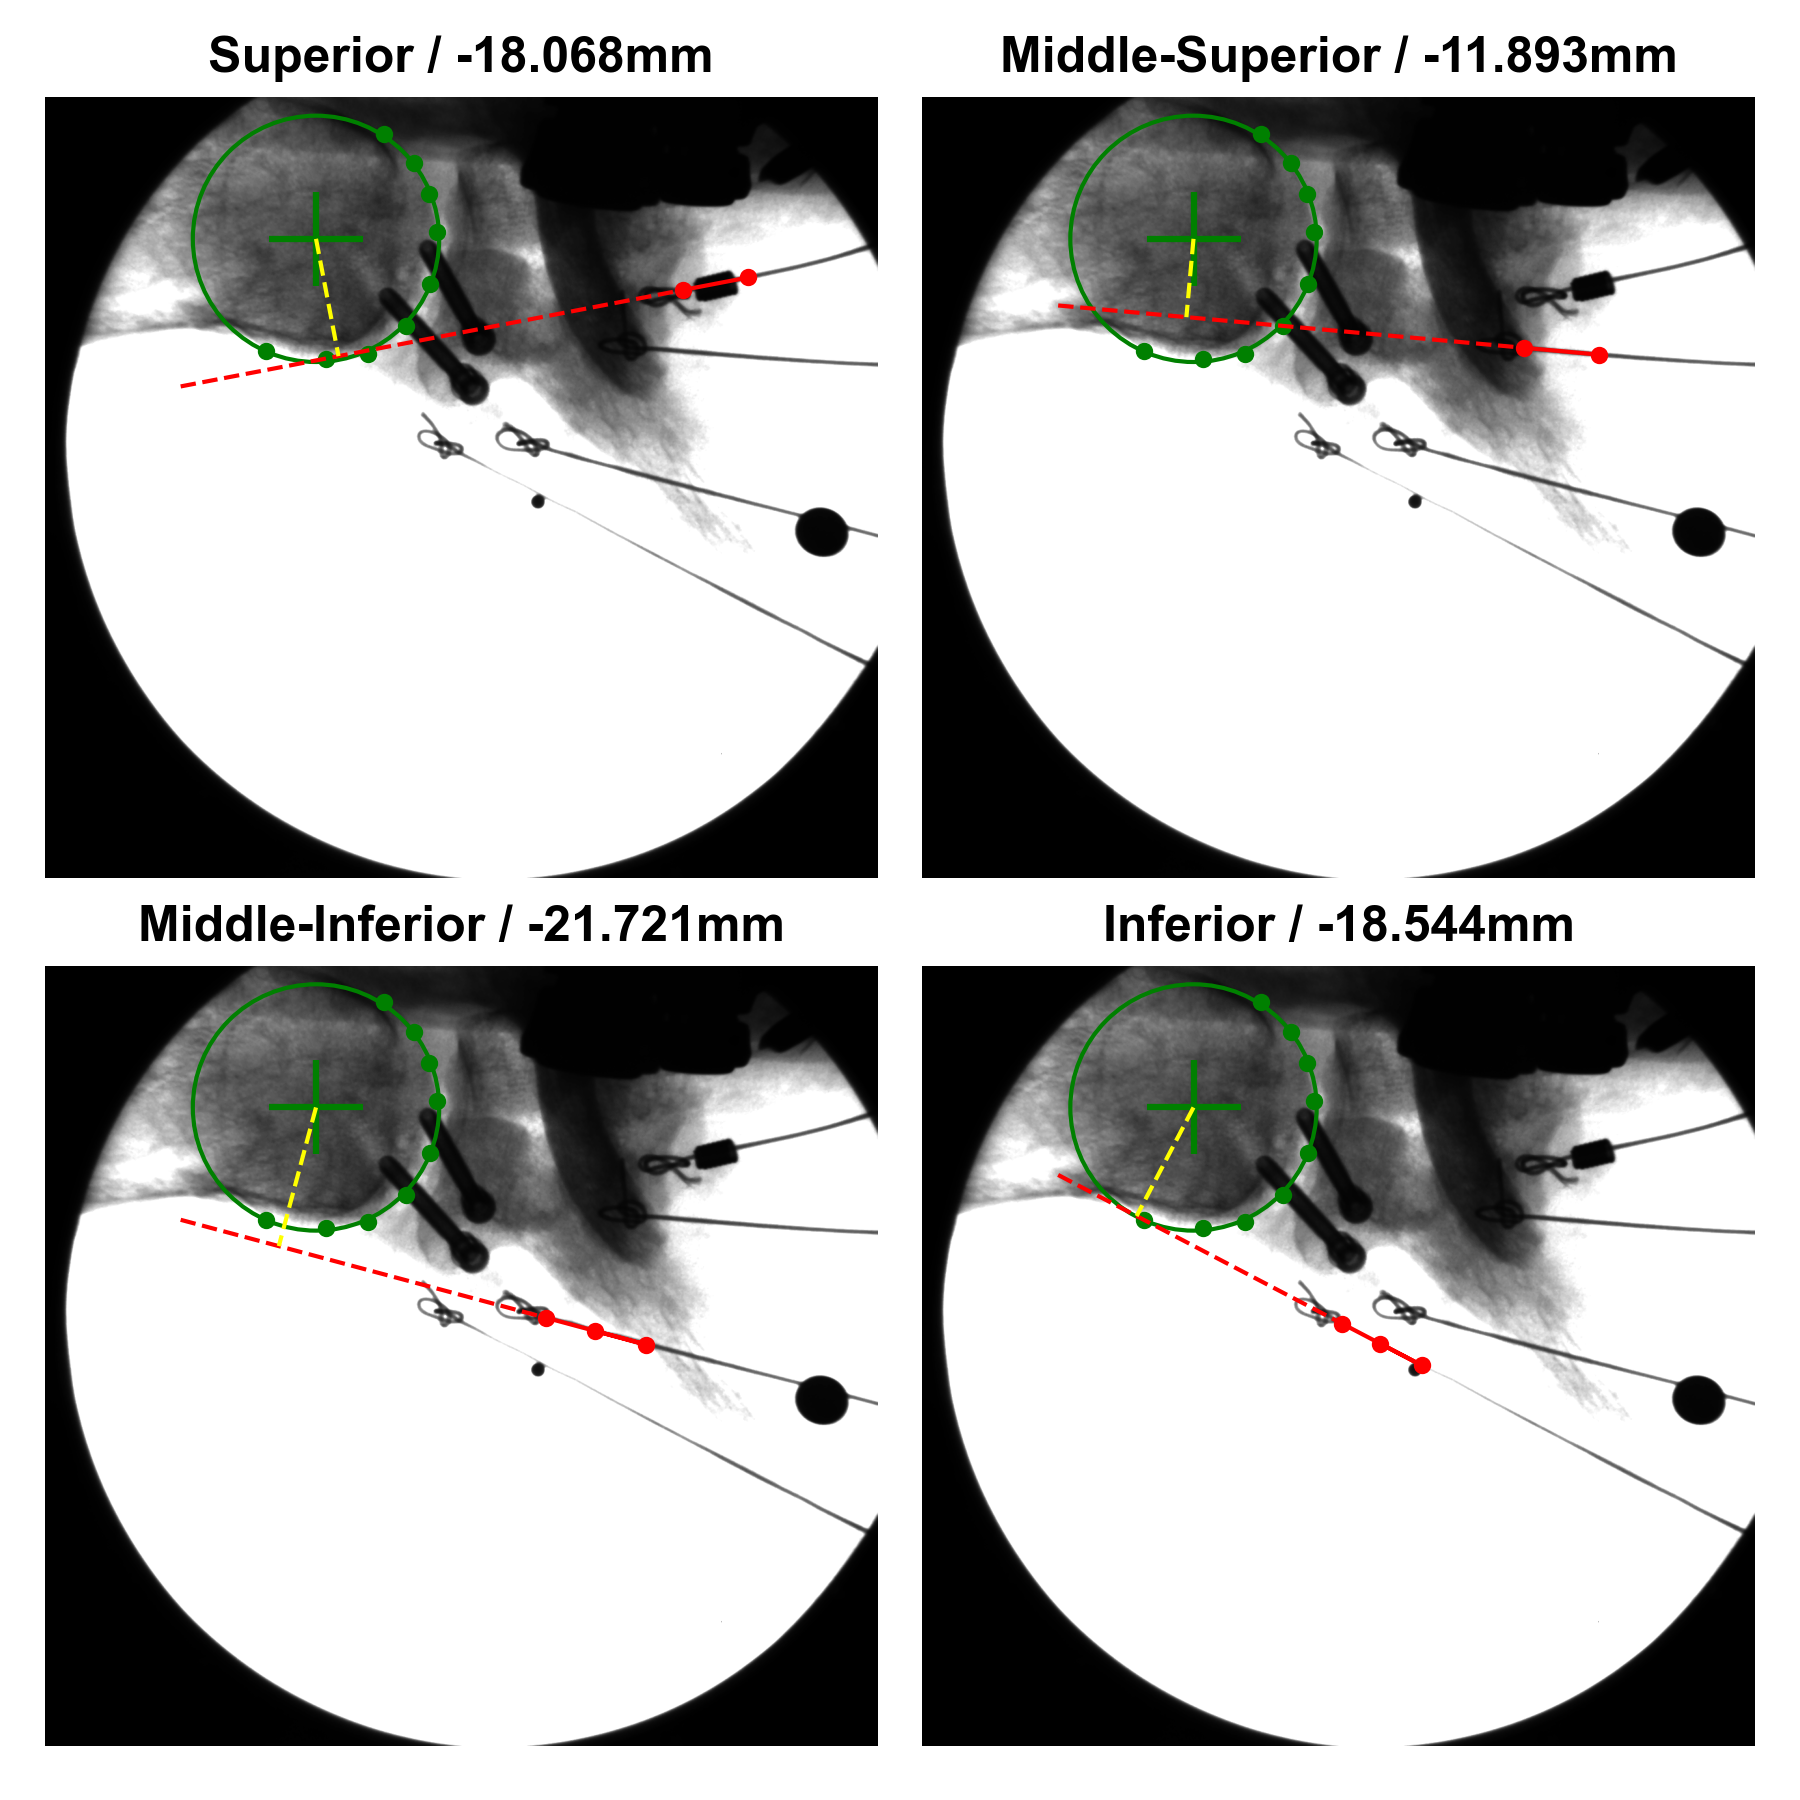 Superior / -18.068mm
Middle-Superior / -11.893mm
Middle-Inferior / -21.721mm
Inferior / -18.544mm